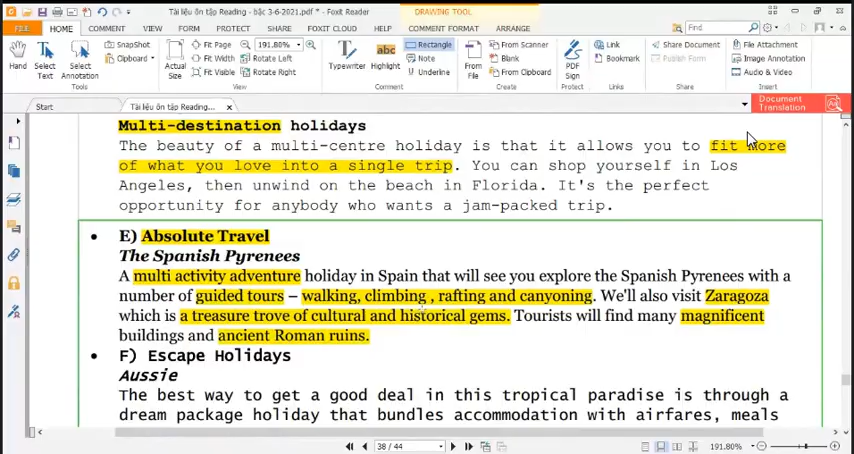 Tài liệu ôn tập Reading - bậc 3-6-2021.pdf * - Foxit Reader
DRAWING TOOL
FILE HOME COMMENT VIEW FORM PROTECT SHARE FOXIT CLOUD HELP COMMENT FORMAT ARRANGE
Find
Hand
Select Text
Select Annotation
SnapShot
Clipboard
Tools
Actual Size
Fit Page
Fit Width
Fit Visible
191.80%
Rotate Left
Rotate Right
View
Typewriter
Highlight
Rectangle
Note
Underline
Comment
From File
From Scanner
Blank
From Clipboard
Create
PDF Sign
Protect
Link
Bookmark
Links
Share Document
Publish Form
Share
File Attachment
Image Annotation
Audio & Video
Insert
Start
Tài liệu ôn tập Reading...
Document
Translation
Multi-destination holidays
The beauty of a multi-centre holiday is that it allows you to fit more
of what you love into a single trip. You can shop yourself in Los
Angeles, then unwind on the beach in Florida. It's the perfect
opportunity for anybody who wants a jam-packed trip.
• E) Absolute Travel
The Spanish Pyrenees
A multi activity adventure holiday in Spain that will see you explore the Spanish Pyrenees with a
number of guided tours – walking, climbing , rafting and canyoning. We'll also visit Zaragoza
which is a treasure trove of cultural and historical gems. Tourists will find many magnificent
buildings and ancient Roman ruins.
• F) Escape Holidays
Aussie
The best way to get a good deal in this tropical paradise is through a
dream package holiday that bundles accommodation with airfares, meals
38 / 44
191.80%